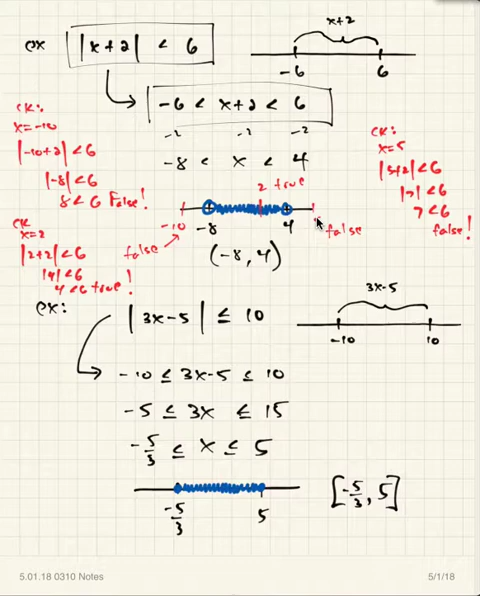 ex |x+2| < 6
x+2
-6 6
-6 < x+2 < 6
-2 -2 -2
-8 < x < 4
ck:
x=-10
|-10+2| < 6
|-8| < 6
8 < 6 False!
ck:
x=5
|5+2| < 6
|7| < 6
7 < 6
false!
2 true
-10 -8 4
false
false
(-8, 4)
ck
x=2
|2+2| < 6
|4| < 6
4 < 6 true!
ex:
|3x-5| ≤ 10
3x-5
-10 10
-10 ≤ 3x-5 ≤ 10
-5 ≤ 3x ≤ 15
-5/3 ≤ x ≤ 5
-5/3 5
[-5/3, 5]
5.01.18 0310 Notes
5/1/18